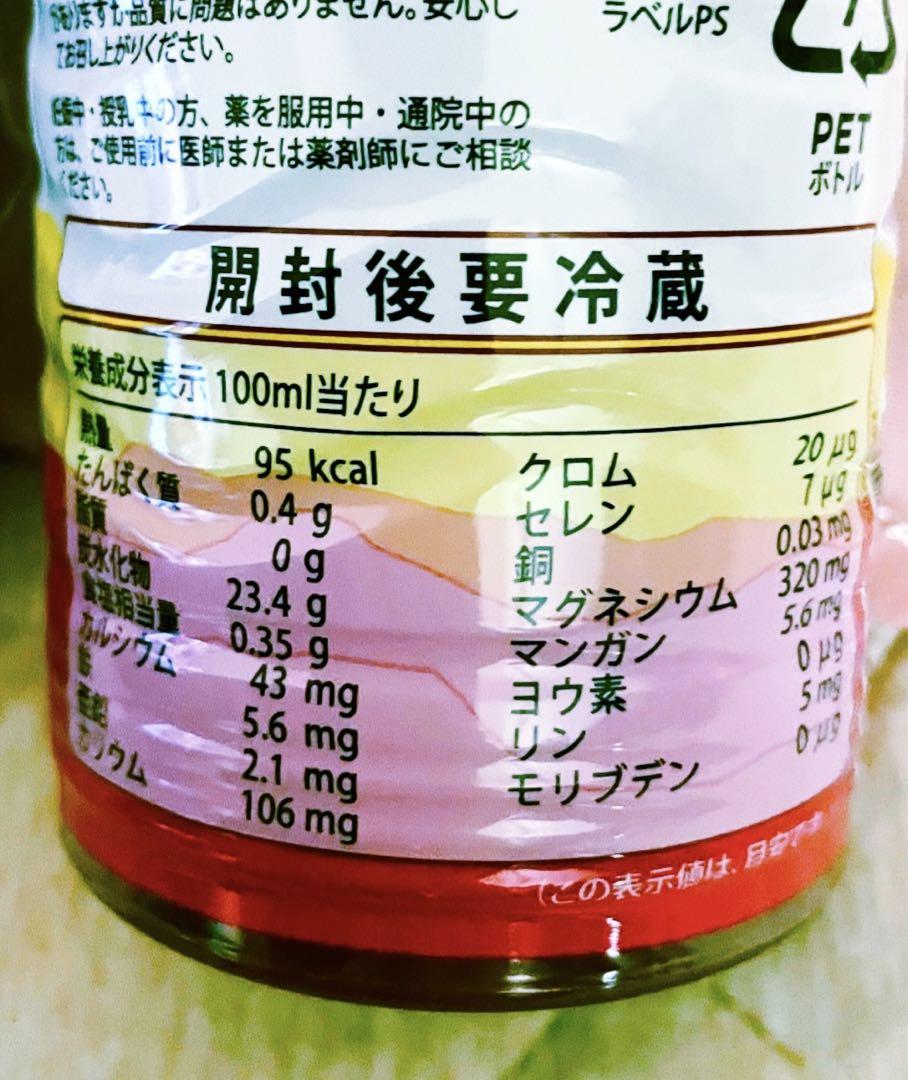 ありますが品質に問題はありません。安心し
てお召し上がりください。
妊娠中・授乳中の方、薬を服用中・通院中の
方は、ご使用前に医師または薬剤師にご相談
ください。
ラベルPS
PET
ボトル
開封後要冷蔵
栄養成分表示 100ml当たり
熱量 95 kcal
たんぱく質 0.4 g
脂質 0 g
炭水化物 23.4 g
食塩相当量 0.35 g
カルシウム 43 mg
鉄 5.6 mg
亜鉛 2.1 mg
カリウム 106 mg
クロム 20 μg
セレン 7 μg
銅 0.03 mg
マグネシウム 320 mg
マンガン 5.6 mg
ヨウ素 0 μg
リン 5 mg
モリブデン 0 μg
(この表示値は、目安です